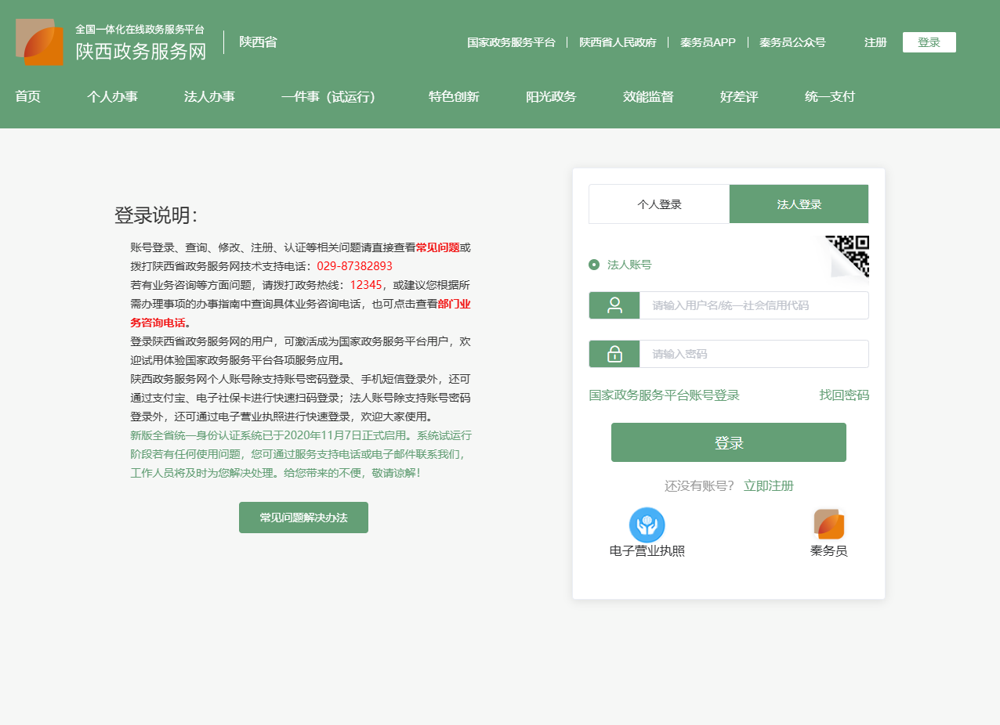 全国一体化在线政务服务平台
陕西政务服务网
陕西省
国家政务服务平台
陕西省人民政府
秦务员APP
秦务员公众号
注册
登录
首页
个人办事
法人办事
一件事（试运行）
特色创新
阳光政务
效能监督
好差评
统一支付
登录说明：
账号登录、查询、修改、注册、认证等相关问题请直接查看常见问题或
拨打陕西省政务服务网技术支持电话：029-87382893
若有业务咨询等方面问题，请拨打政务热线：12345，或建议您根据所
需办理事项的办事指南中查询具体业务咨询电话，也可点击查看部门业
务咨询电话。
登录陕西省政务服务网的用户，可激活成为国家政务服务平台用户，欢
迎试用体验国家政务服务平台各项服务应用。
陕西政务服务网个人账号除支持账号密码登录、手机短信登录外，还可
通过支付宝、电子社保卡进行快速扫码登录；法人账号除支持账号密码
登录外，还可通过电子营业执照进行快速登录，欢迎大家使用。
新版全省统一身份认证系统已于2020年11月7日正式启用。系统试运行
阶段若有任何使用问题，您可通过服务支持电话或电子邮件联系我们，
工作人员将及时为您解决处理。给您带来的不便，敬请谅解！
常见问题解决办法
个人登录
法人登录
法人账号
请输入用户名/统一社会信用代码
请输入密码
国家政务服务平台账号登录
找回密码
登录
还没有账号？ 立即注册
电子营业执照
秦务员